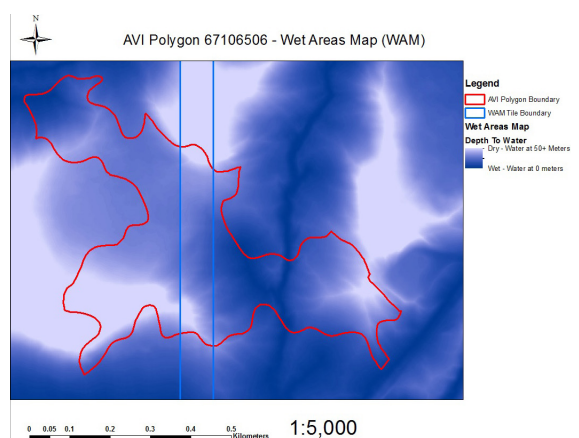 N
AVI Polygon 67106506 - Wet Areas Map (WAM)
Legend
AVI Polygon Boundary
WAM Tile Boundary
Wet Areas Map
Depth To Water
Dry - Water at 50+ Meters
Wet - Water at 0 meters
0 0.05 0.1 0.2 0.3 0.4 0.5
Kilometers
1:5,000